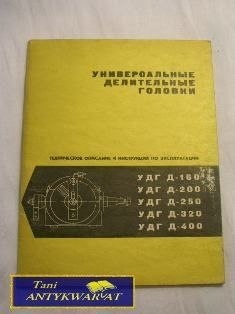 УНИВЕРСАЛЬНЫЕ
ДЕЛИТЕЛЬНЫЕ
ГОЛОВКИ
ТЕХНИЧЕСКОЕ ОПИСАНИЕ И ИНСТРУКЦИЯ ПО ЭКСПЛУАТАЦИИ
УДГ Д-160
УДГ Д-200
УДГ Д-250
УДГ Д-320
УДГ Д-400
Tani
ANTYKWARIAT